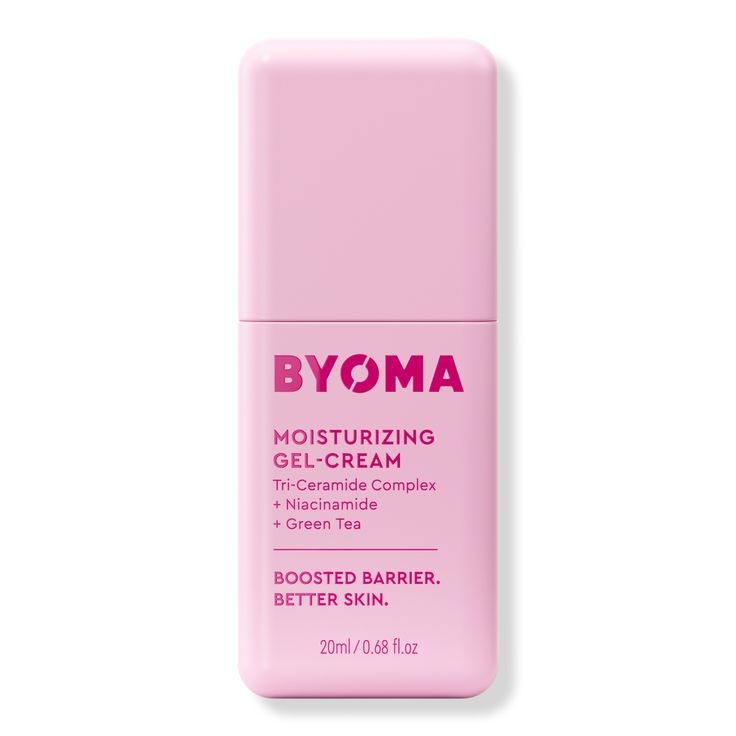 BYOMA
MOISTURIZING
GEL-CREAM
Tri-Ceramide Complex
+ Niacinamide
+ Green Tea
BOOSTED BARRIER.
BETTER SKIN.
20ml/0.68 fl.oz